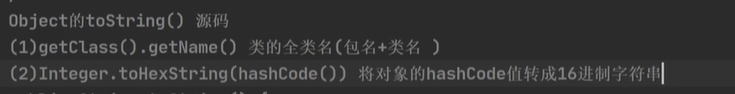 Object的toString() 源码
(1)getClass().getName() 类的全类名(包名+类名 )
(2)Integer.toHexString(hashCode()) 将对象的hashCode值转成16进制字符串